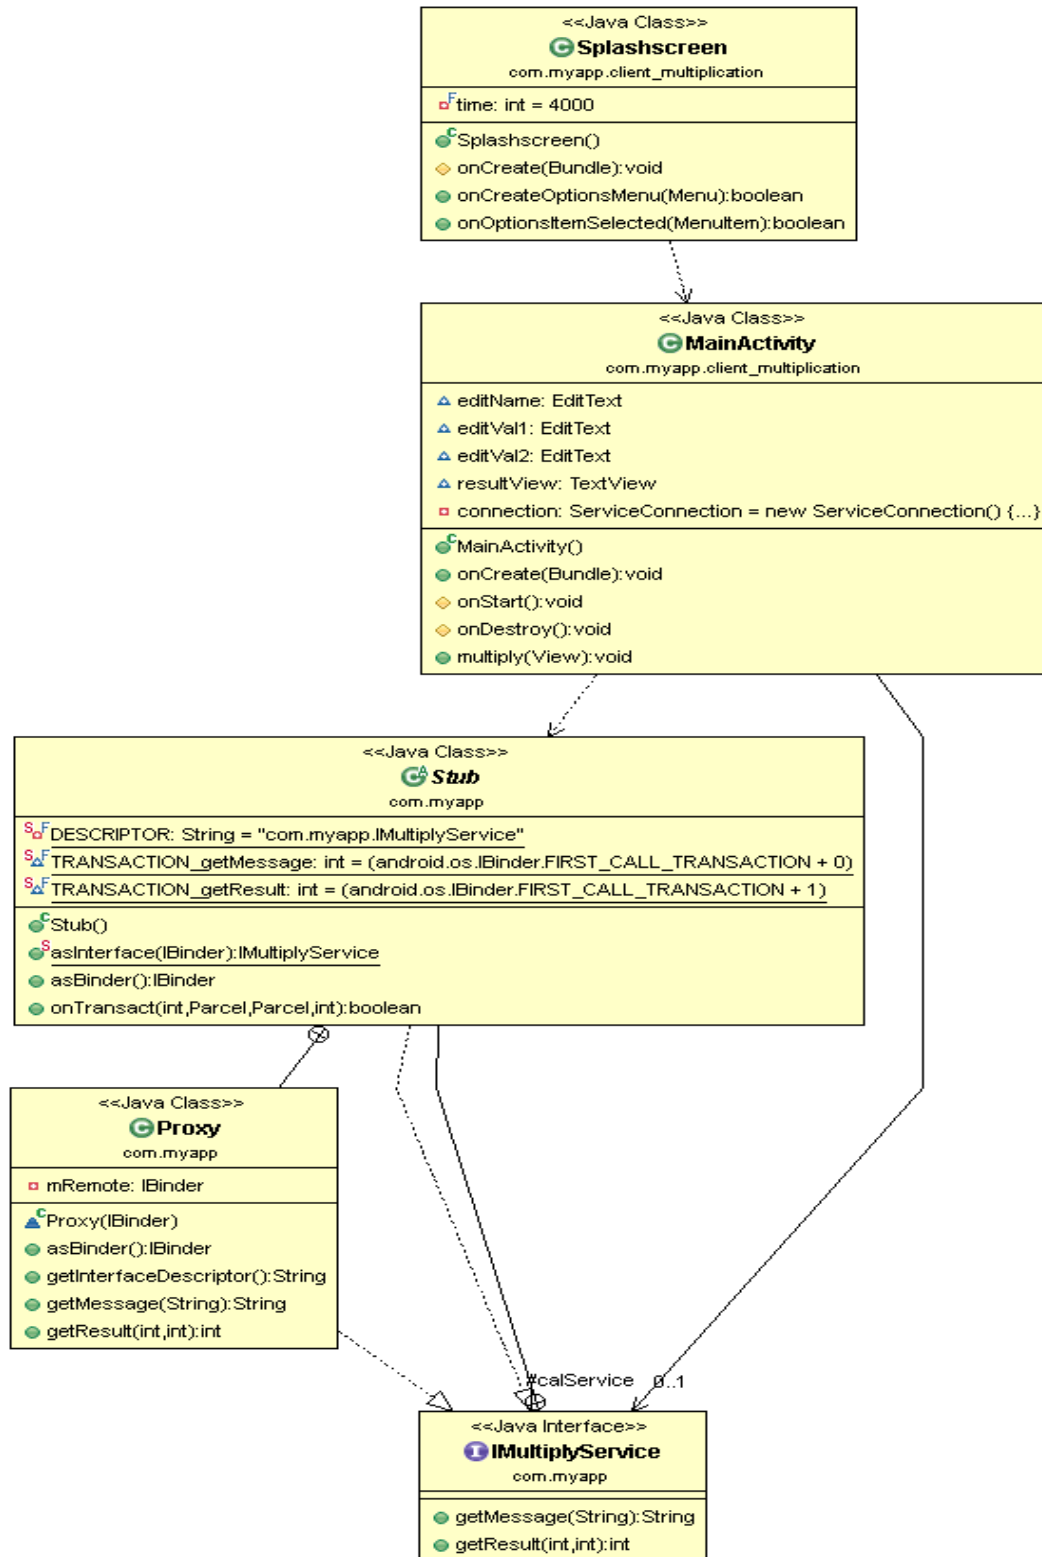 <<Java Class>>
Splashscreen
com.myapp.client_multiplication
time: int = 4000
Splashscreen()
onCreate(Bundle):void
onCreateOptionsMenu(Menu):boolean
onOptionsItemSelected(MenuItem):boolean
<<Java Class>>
MainActivity
com.myapp.client_multiplication
editName: EditText
editVal1: EditText
editVal2: EditText
resultView: TextView
connection: ServiceConnection = new ServiceConnection() {...}
MainActivity()
onCreate(Bundle):void
onStart():void
onDestroy():void
multiply(View):void
<<Java Class>>
Stub
com.myapp
DESCRIPTOR: String = "com.myapp.IMultiplyService"
TRANSACTION_getMessage: int = (android.os.IBinder.FIRST_CALL_TRANSACTION + 0)
TRANSACTION_getResult: int = (android.os.IBinder.FIRST_CALL_TRANSACTION + 1)
Stub()
asInterface(IBinder):IMultiplyService
asBinder():IBinder
onTransact(int,Parcel,Parcel,int):boolean
<<Java Class>>
Proxy
com.myapp
mRemote: IBinder
Proxy(IBinder)
asBinder():IBinder
getInterfaceDescriptor():String
getMessage(String):String
getResult(int,int):int
#calService 0..1
<<Java Interface>>
IMultiplyService
com.myapp
getMessage(String):String
getResult(int,int):int